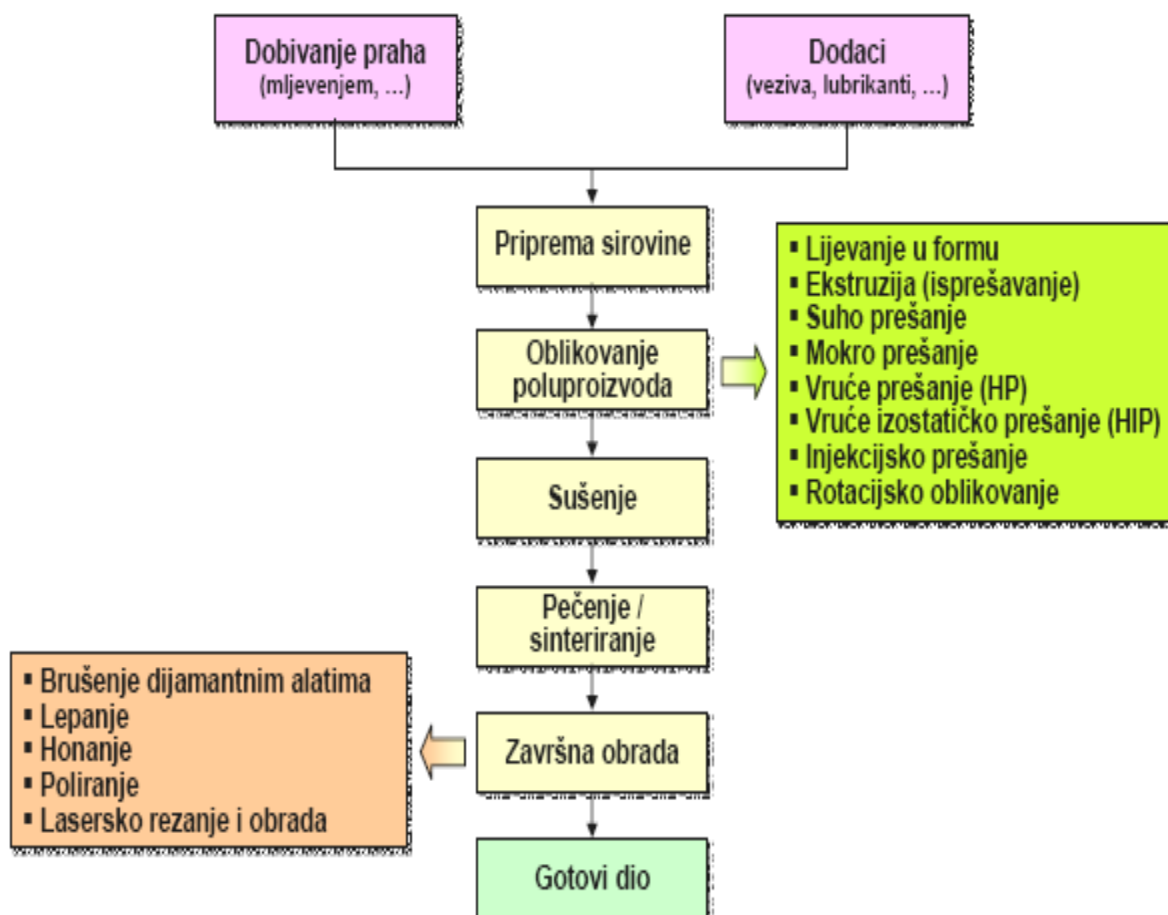 Dobivanje praha
(mljevenjem, ...)
Dodaci
(veziva, lubrikanti, ...)
Priprema sirovine
Oblikovanje
poluproizvoda
▪ Lijevanje u formu
▪ Ekstruzija (isprešavanje)
▪ Suho prešanje
▪ Mokro prešanje
▪ Vruće prešanje (HP)
▪ Vruće izostatičko prešanje (HIP)
▪ Injekcijsko prešanje
▪ Rotacijsko oblikovanje
Sušenje
Pečenje /
sinteriranje
Završna obrada
▪ Brušenje dijamantnim alatima
▪ Lepanje
▪ Honanje
▪ Poliranje
▪ Lasersko rezanje i obrada
Gotovi dio